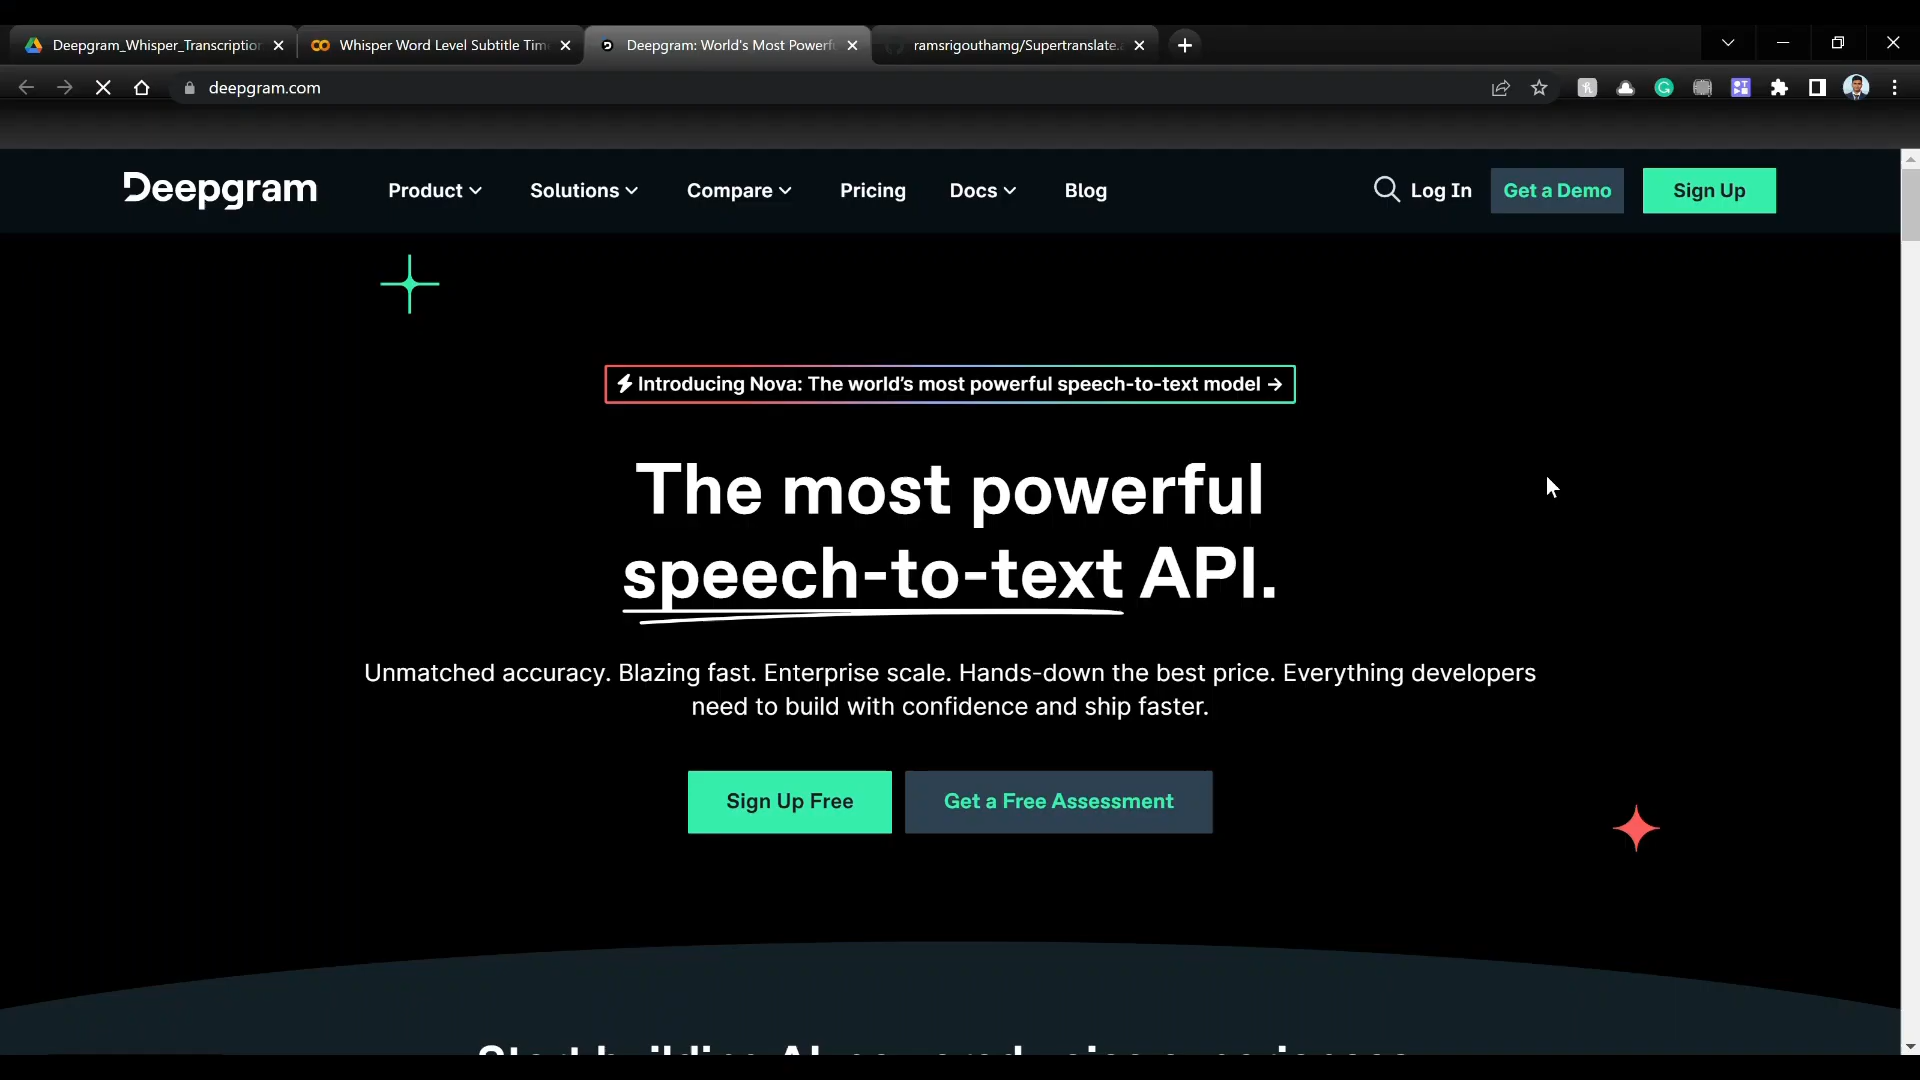 Deepgram_Whisper_Transcription
Whisper Word Level Subtitle Tim
Deepgram: World's Most Powerf
ramsrigouthamg/Supertranslate.
deepgram.com
Deepgram
Product
Solutions
Compare
Pricing
Docs
Blog
Log In
Get a Demo
Sign Up
Introducing Nova: The world’s most powerful speech-to-text model →
The most powerful
speech-to-text API.
Unmatched accuracy. Blazing fast. Enterprise scale. Hands-down the best price. Everything developers
need to build with confidence and ship faster.
Sign Up Free
Get a Free Assessment